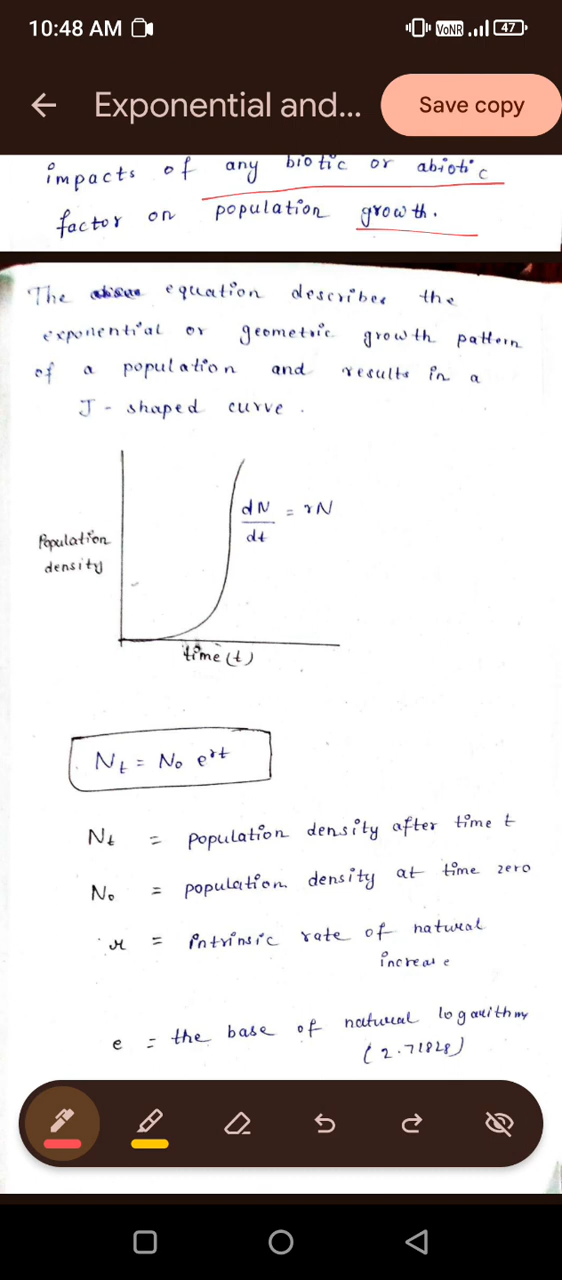 10:48 AM
VoNR 47
Exponential and...
Save copy
impacts of any biotic or abiotic
factor on population growth.
The equation describes the
exponential or geometric growth pattern
of a population and results in a
J - shaped curve .
dN/dt = rN
Population
density
time (t)
Nt = No e^rt
Nt = population density after time t
No = population density at time zero
r = intrinsic rate of natural
increase
e = the base of natural logarithms
(2.71828)